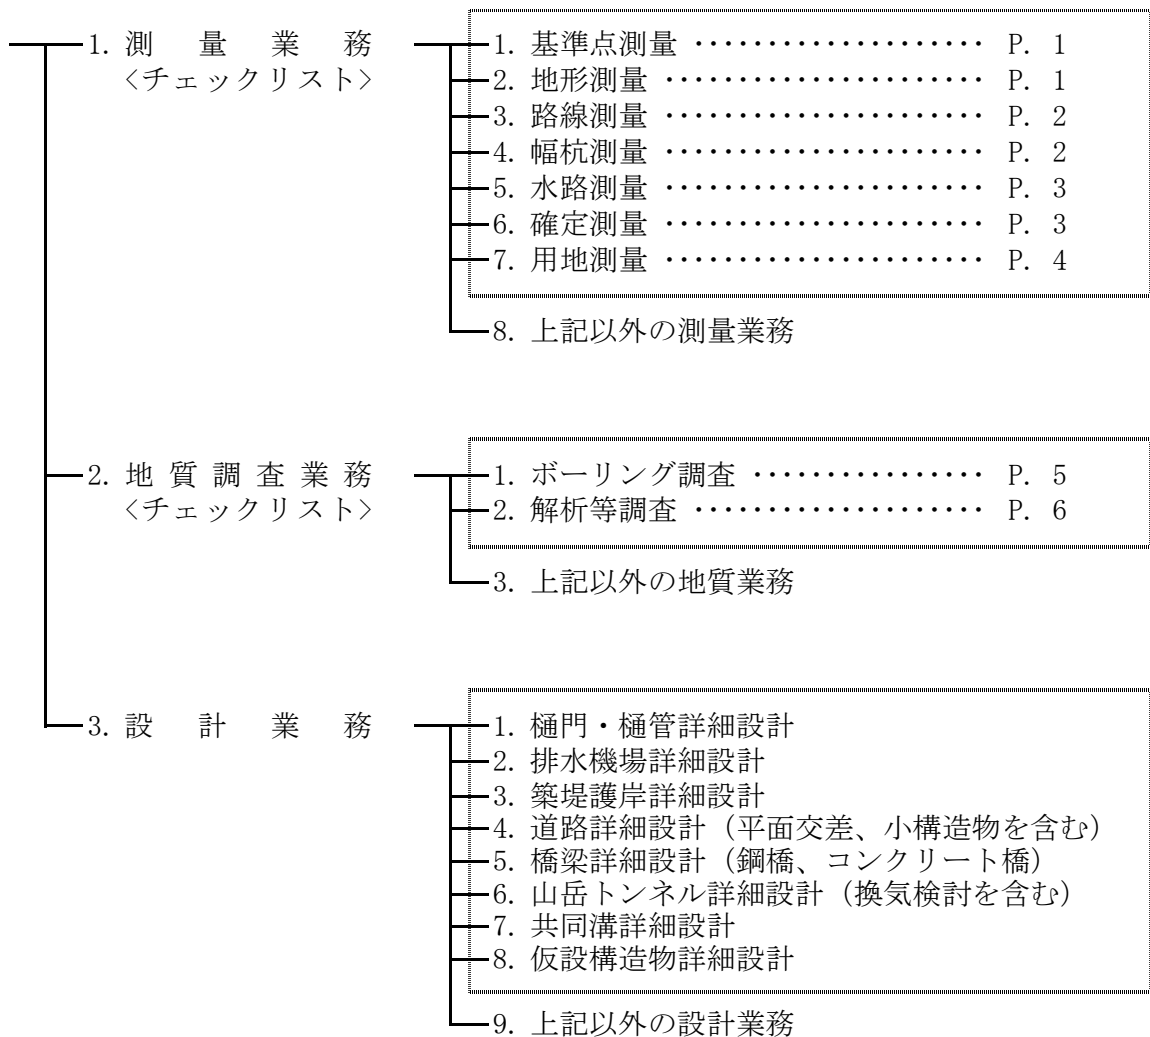 1. 測量業務 1. 基準点測量 ・・・・・・・・・・・・・・・・・・・・ P. 1
<チェックリスト> 2. 地形測量 ・・・・・・・・・・・・・・・・・・・・・・ P. 1
3. 路線測量 ・・・・・・・・・・・・・・・・・・・・・・ P. 2
4. 幅杭測量 ・・・・・・・・・・・・・・・・・・・・・・ P. 2
5. 水路測量 ・・・・・・・・・・・・・・・・・・・・・・ P. 3
6. 確定測量 ・・・・・・・・・・・・・・・・・・・・・・ P. 3
7. 用地測量 ・・・・・・・・・・・・・・・・・・・・・・ P. 4
8. 上記以外の測量業務
2. 地質調査業務 1. ボーリング調査 ・・・・・・・・・・・・・・・・ P. 5
<チェックリスト> 2. 解析等調査 ・・・・・・・・・・・・・・・・・・・・ P. 6
3. 上記以外の地質業務
3. 設計業務 1. 樋門・樋管詳細設計
2. 排水機場詳細設計
3. 築堤護岸詳細設計
4. 道路詳細設計（平面交差、小構造物を含む）
5. 橋梁詳細設計（鋼橋、コンクリート橋）
6. 山岳トンネル詳細設計（換気検討を含む）
7. 共同溝詳細設計
8. 仮設構造物詳細設計
9. 上記以外の設計業務